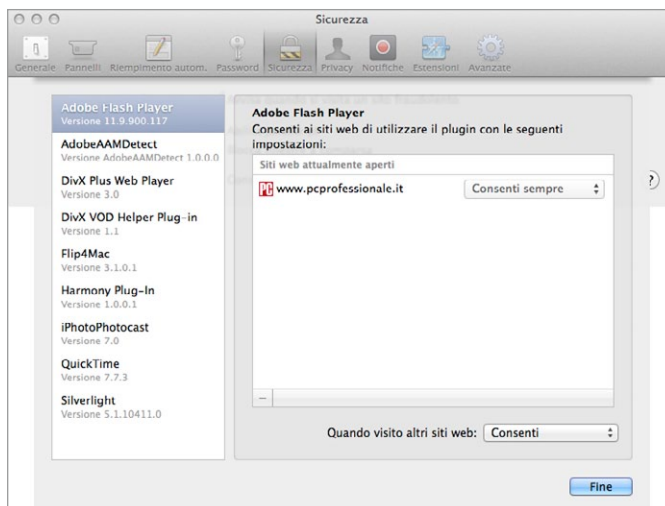 Sicurezza
Generale Pannelli Riempimento autom. Password Sicurezza Privacy Notifiche Estensioni Avanzate
Adobe Flash Player
Versione 11.9.900.117
AdobeAAMDetect
Versione AdobeAAMDetect 1.0.0.0
DivX Plus Web Player
Versione 3.0
DivX VOD Helper Plug-in
Versione 1.1
Flip4Mac
Versione 3.1.0.1
Harmony Plug-In
Versione 1.0.0.1
iPhotoPhotocast
Versione 7.0
QuickTime
Versione 7.7.3
Silverlight
Versione 5.1.10411.0
Adobe Flash Player
Consenti ai siti web di utilizzare il plugin con le seguenti
impostazioni:
Siti web attualmente aperti
PC www.pcprofessionale.it Consenti sempre
Quando visito altri siti web: Consenti
?
Fine